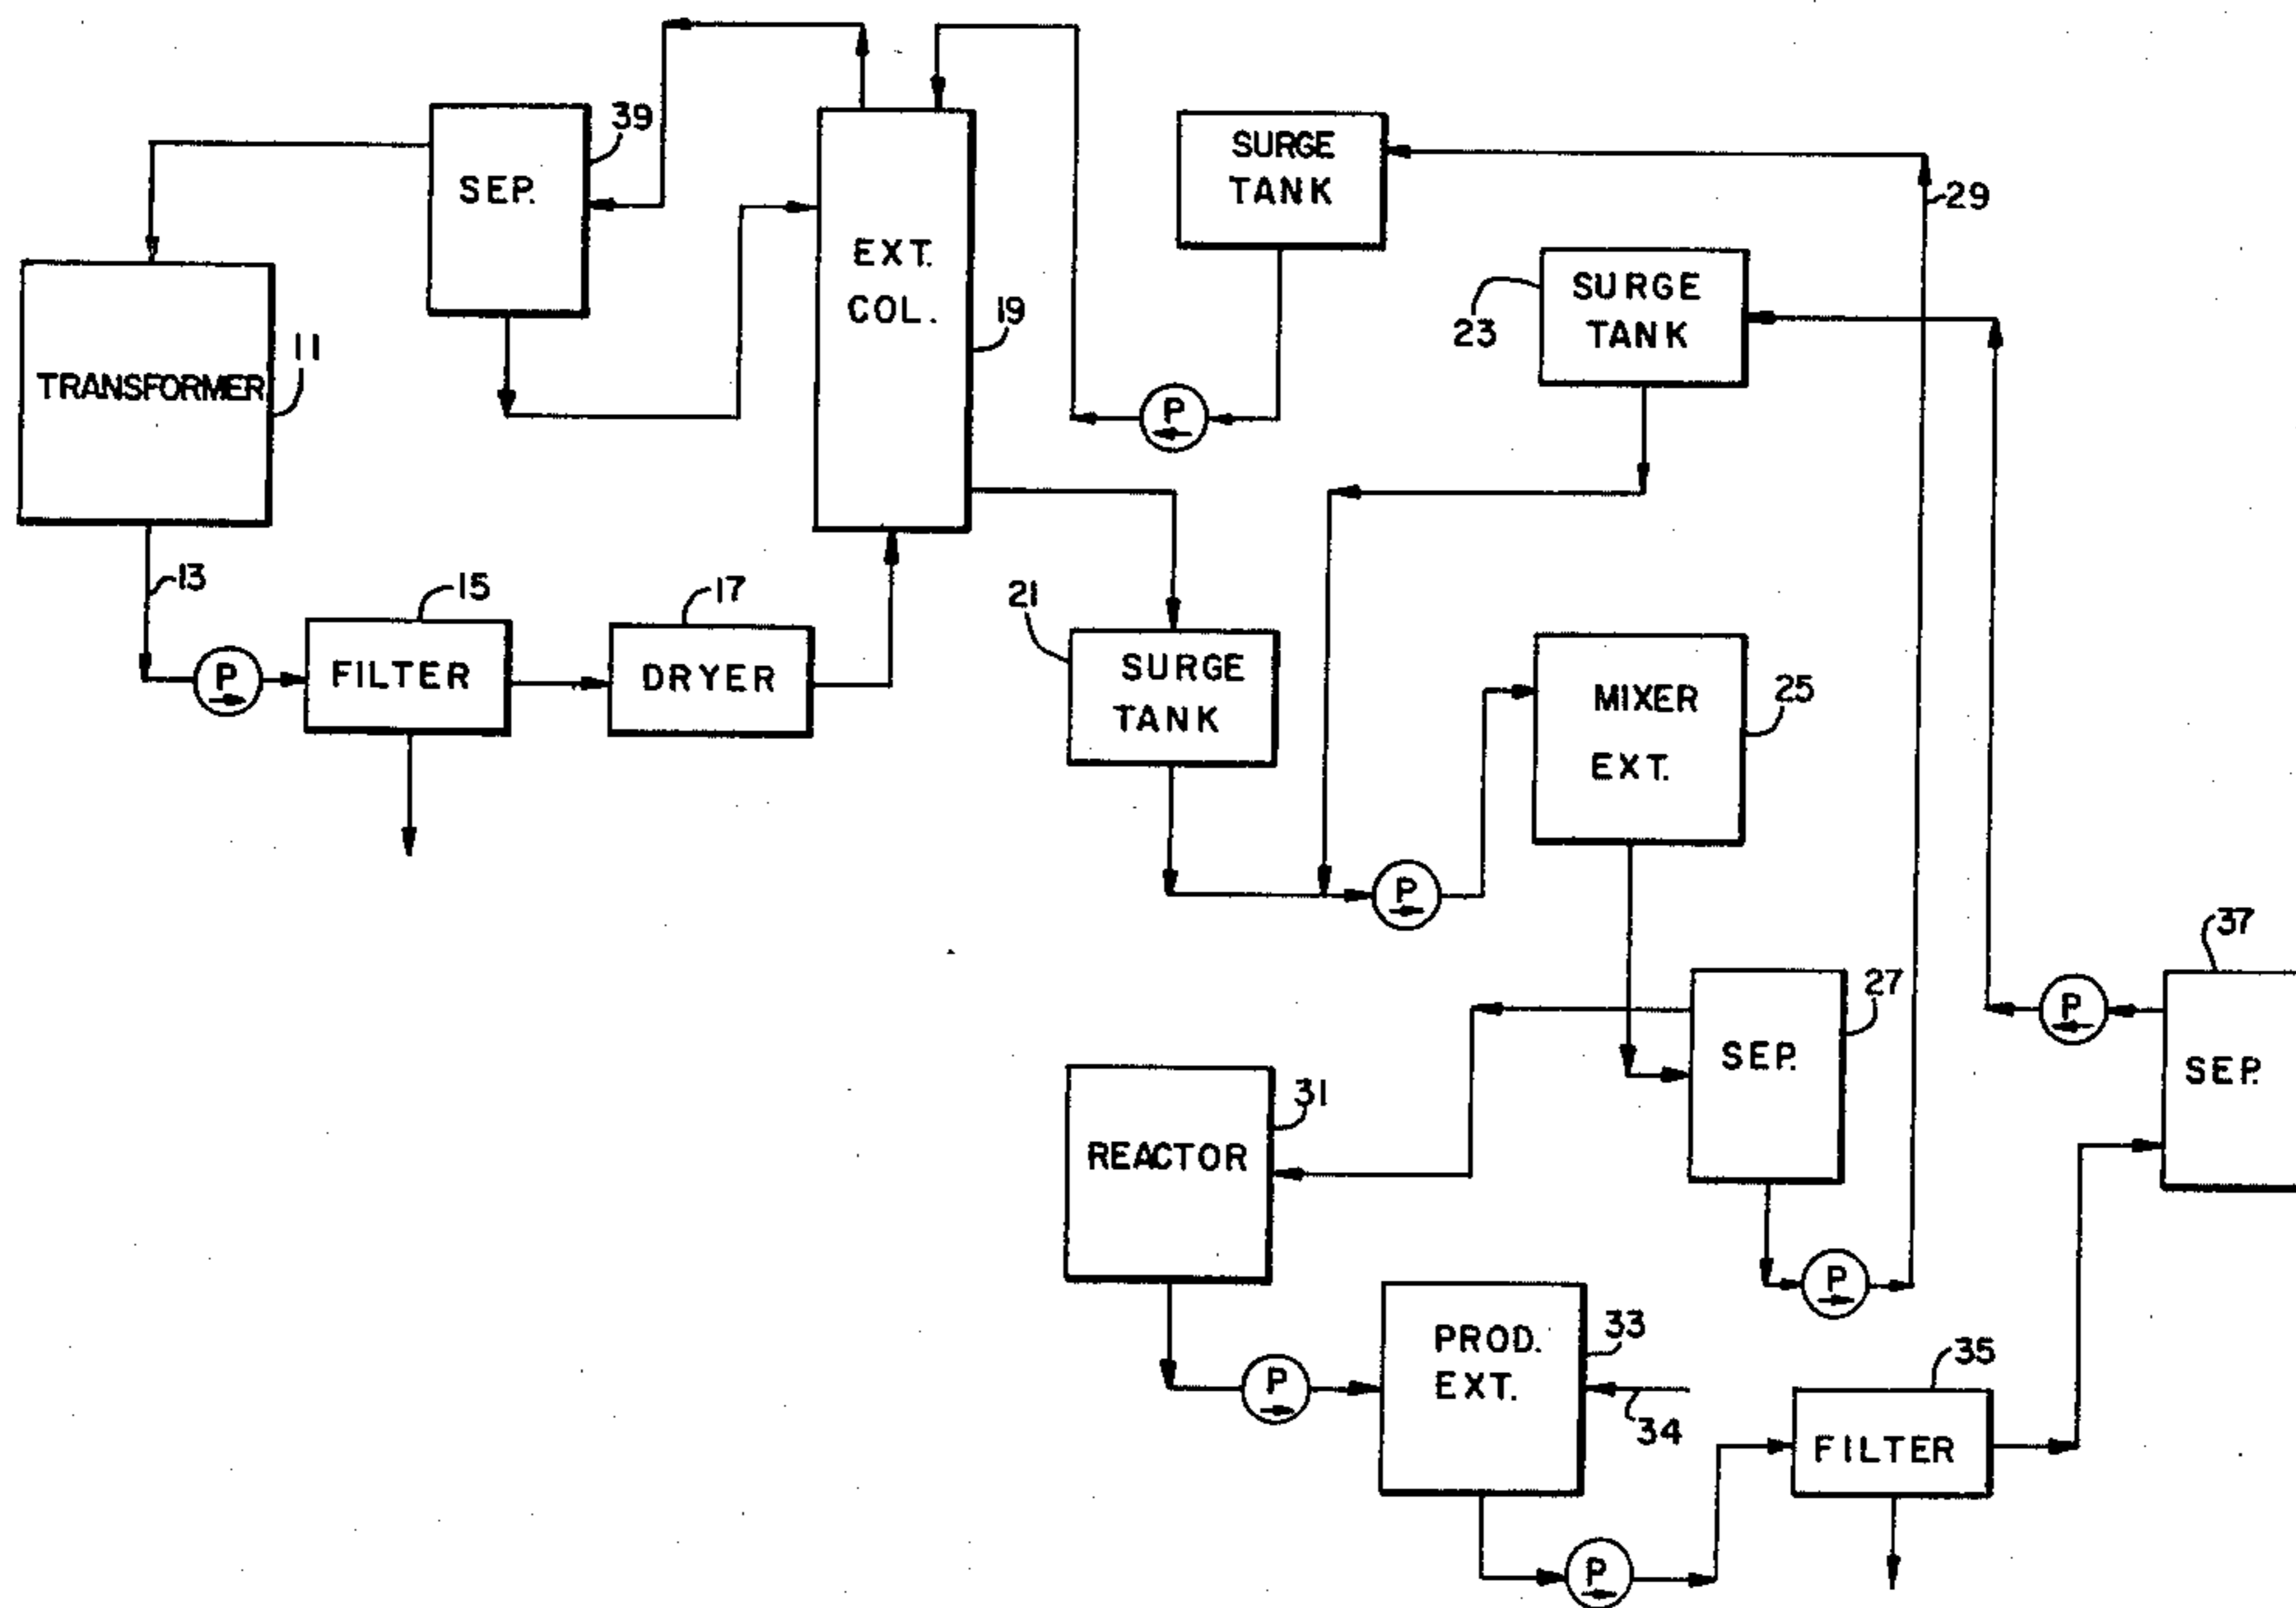 39
SEP.
SURGE
TANK
29
EXT.
COL.
19
SURGE
TANK
23
TRANSFORMER
11
P
13
15
17
21
FILTER
DRYER
P
SURGE
TANK
MIXER
EXT.
25
P
37
27
P
SEP.
SEP.
31
REACTOR
P
PROD.
EXT.
33
34
P
35
FILTER
P